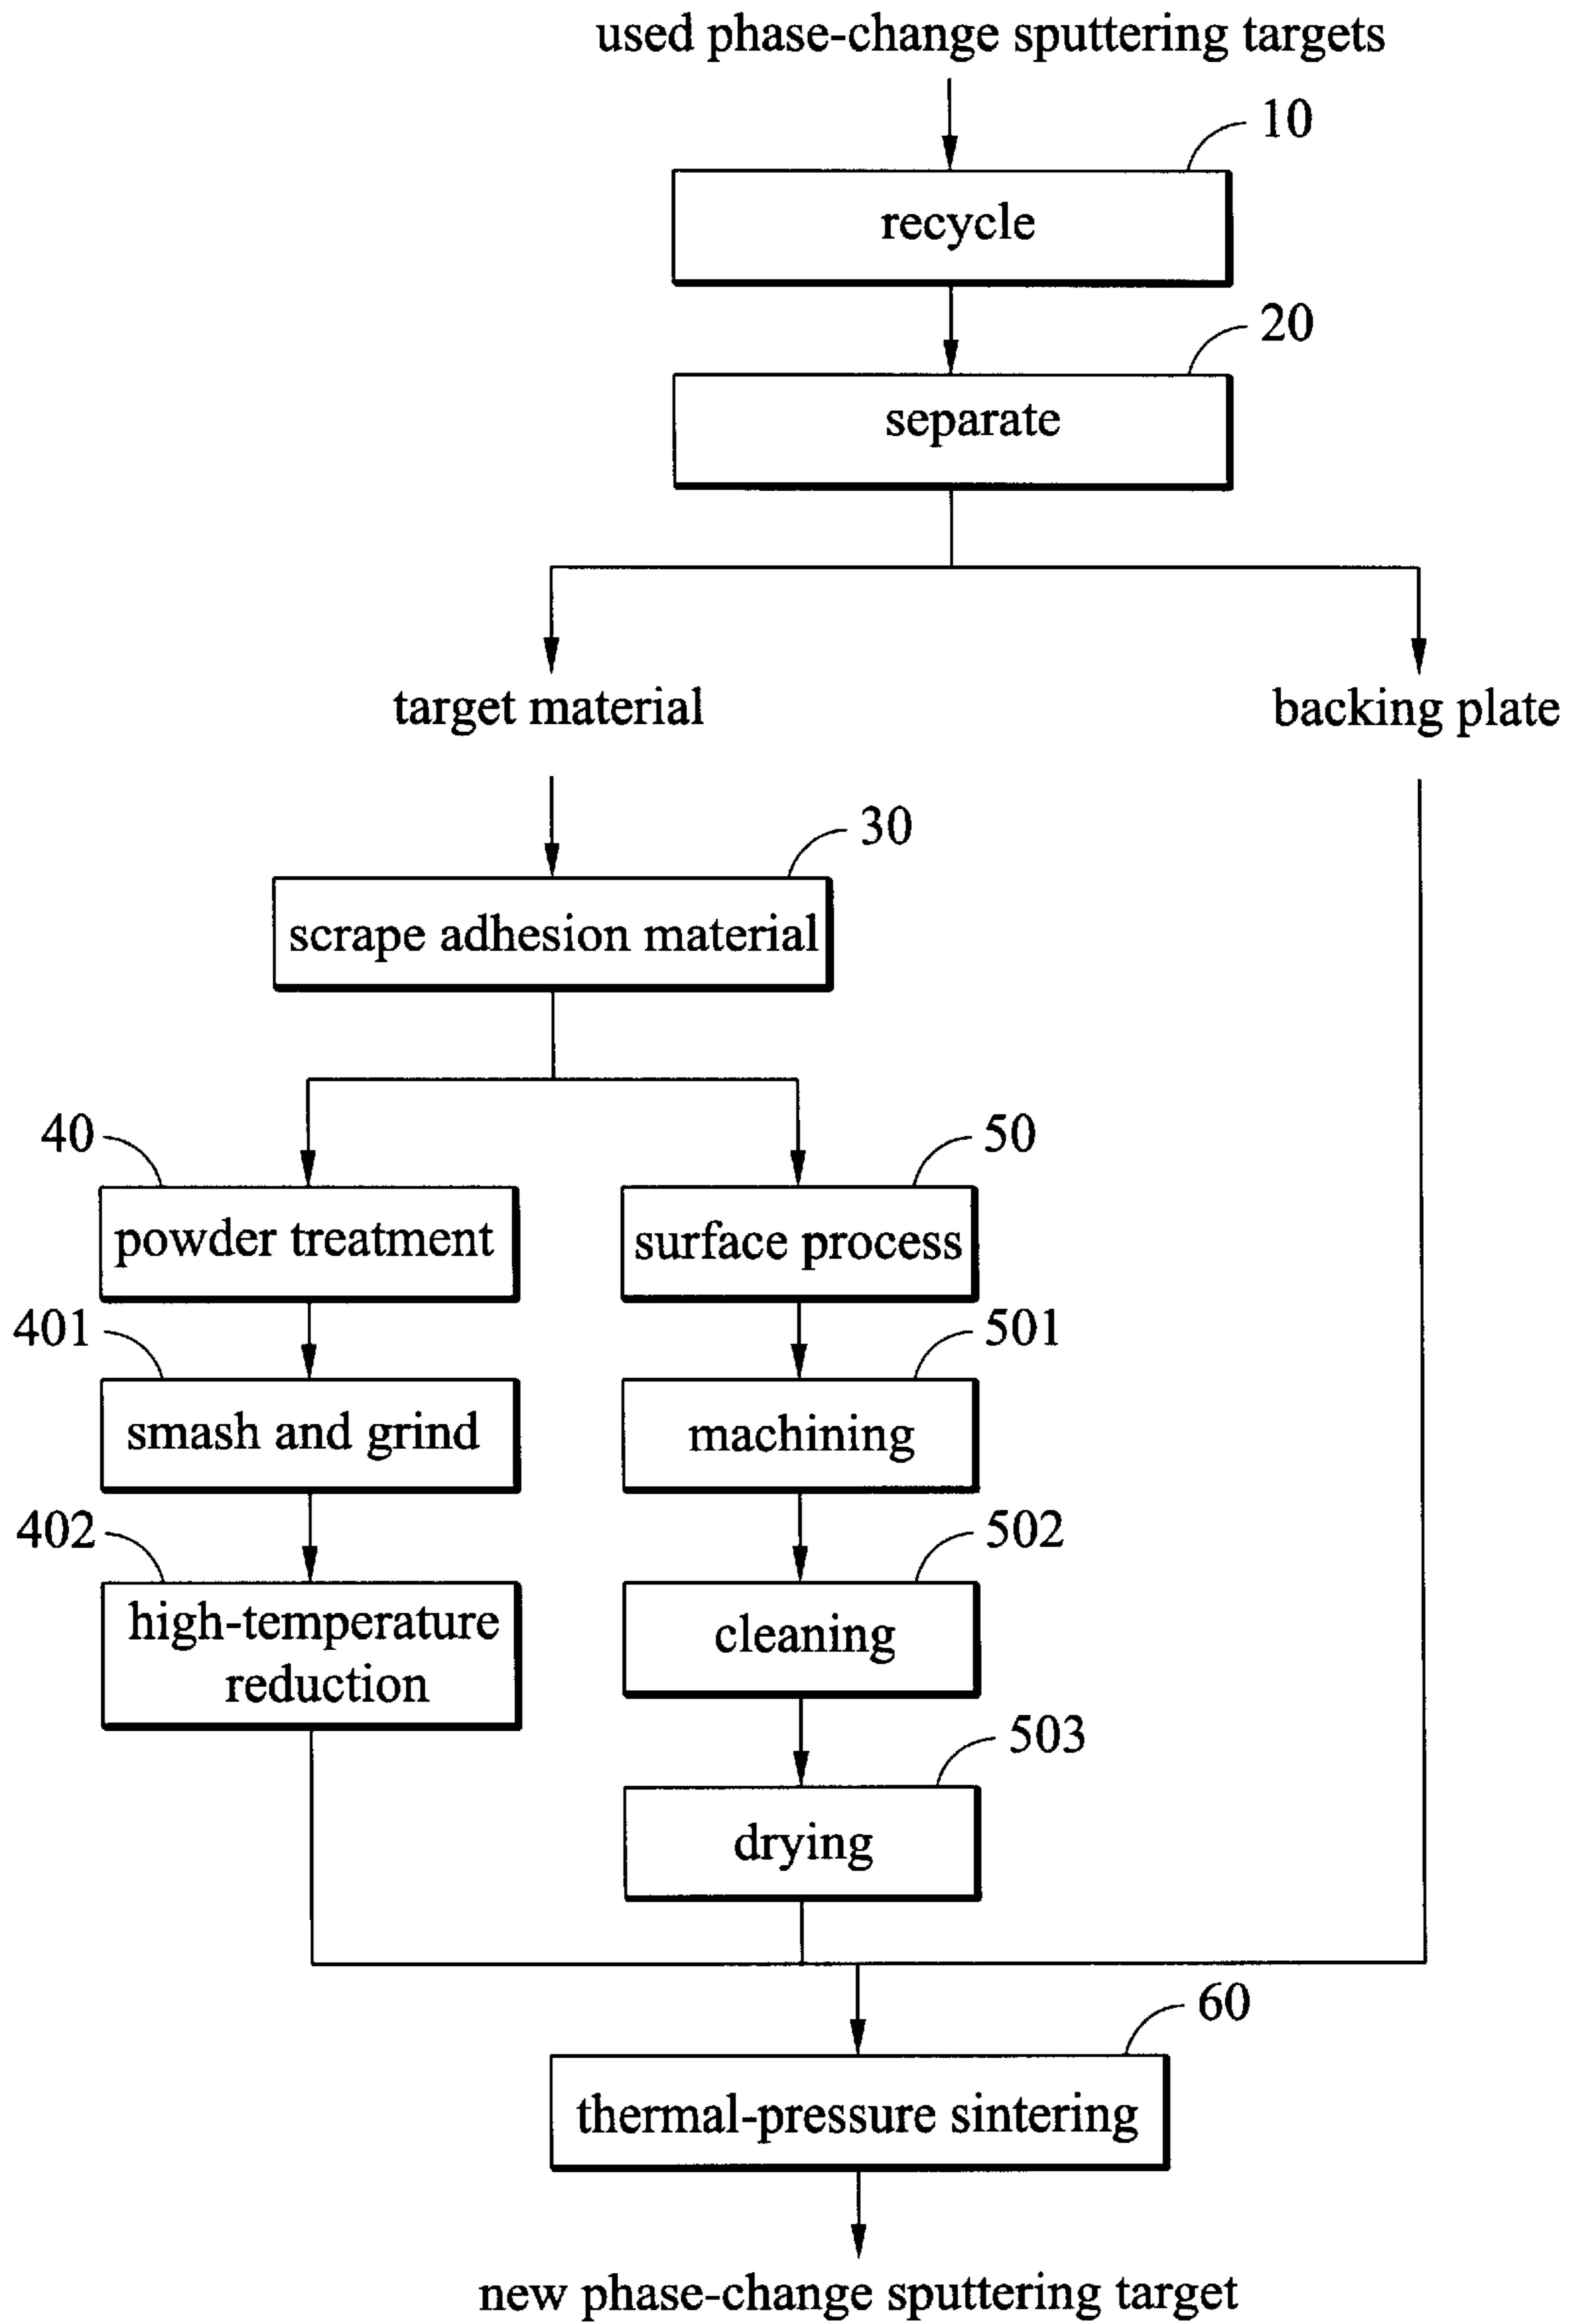 used phase-change sputtering targets
10
recycle
20
separate
target material
backing plate
30
scrape adhesion material
40
50
powder treatment
surface process
401
501
smash and grind
machining
402
502
high-temperature
reduction
cleaning
503
drying
60
thermal-pressure sintering
new phase-change sputtering target